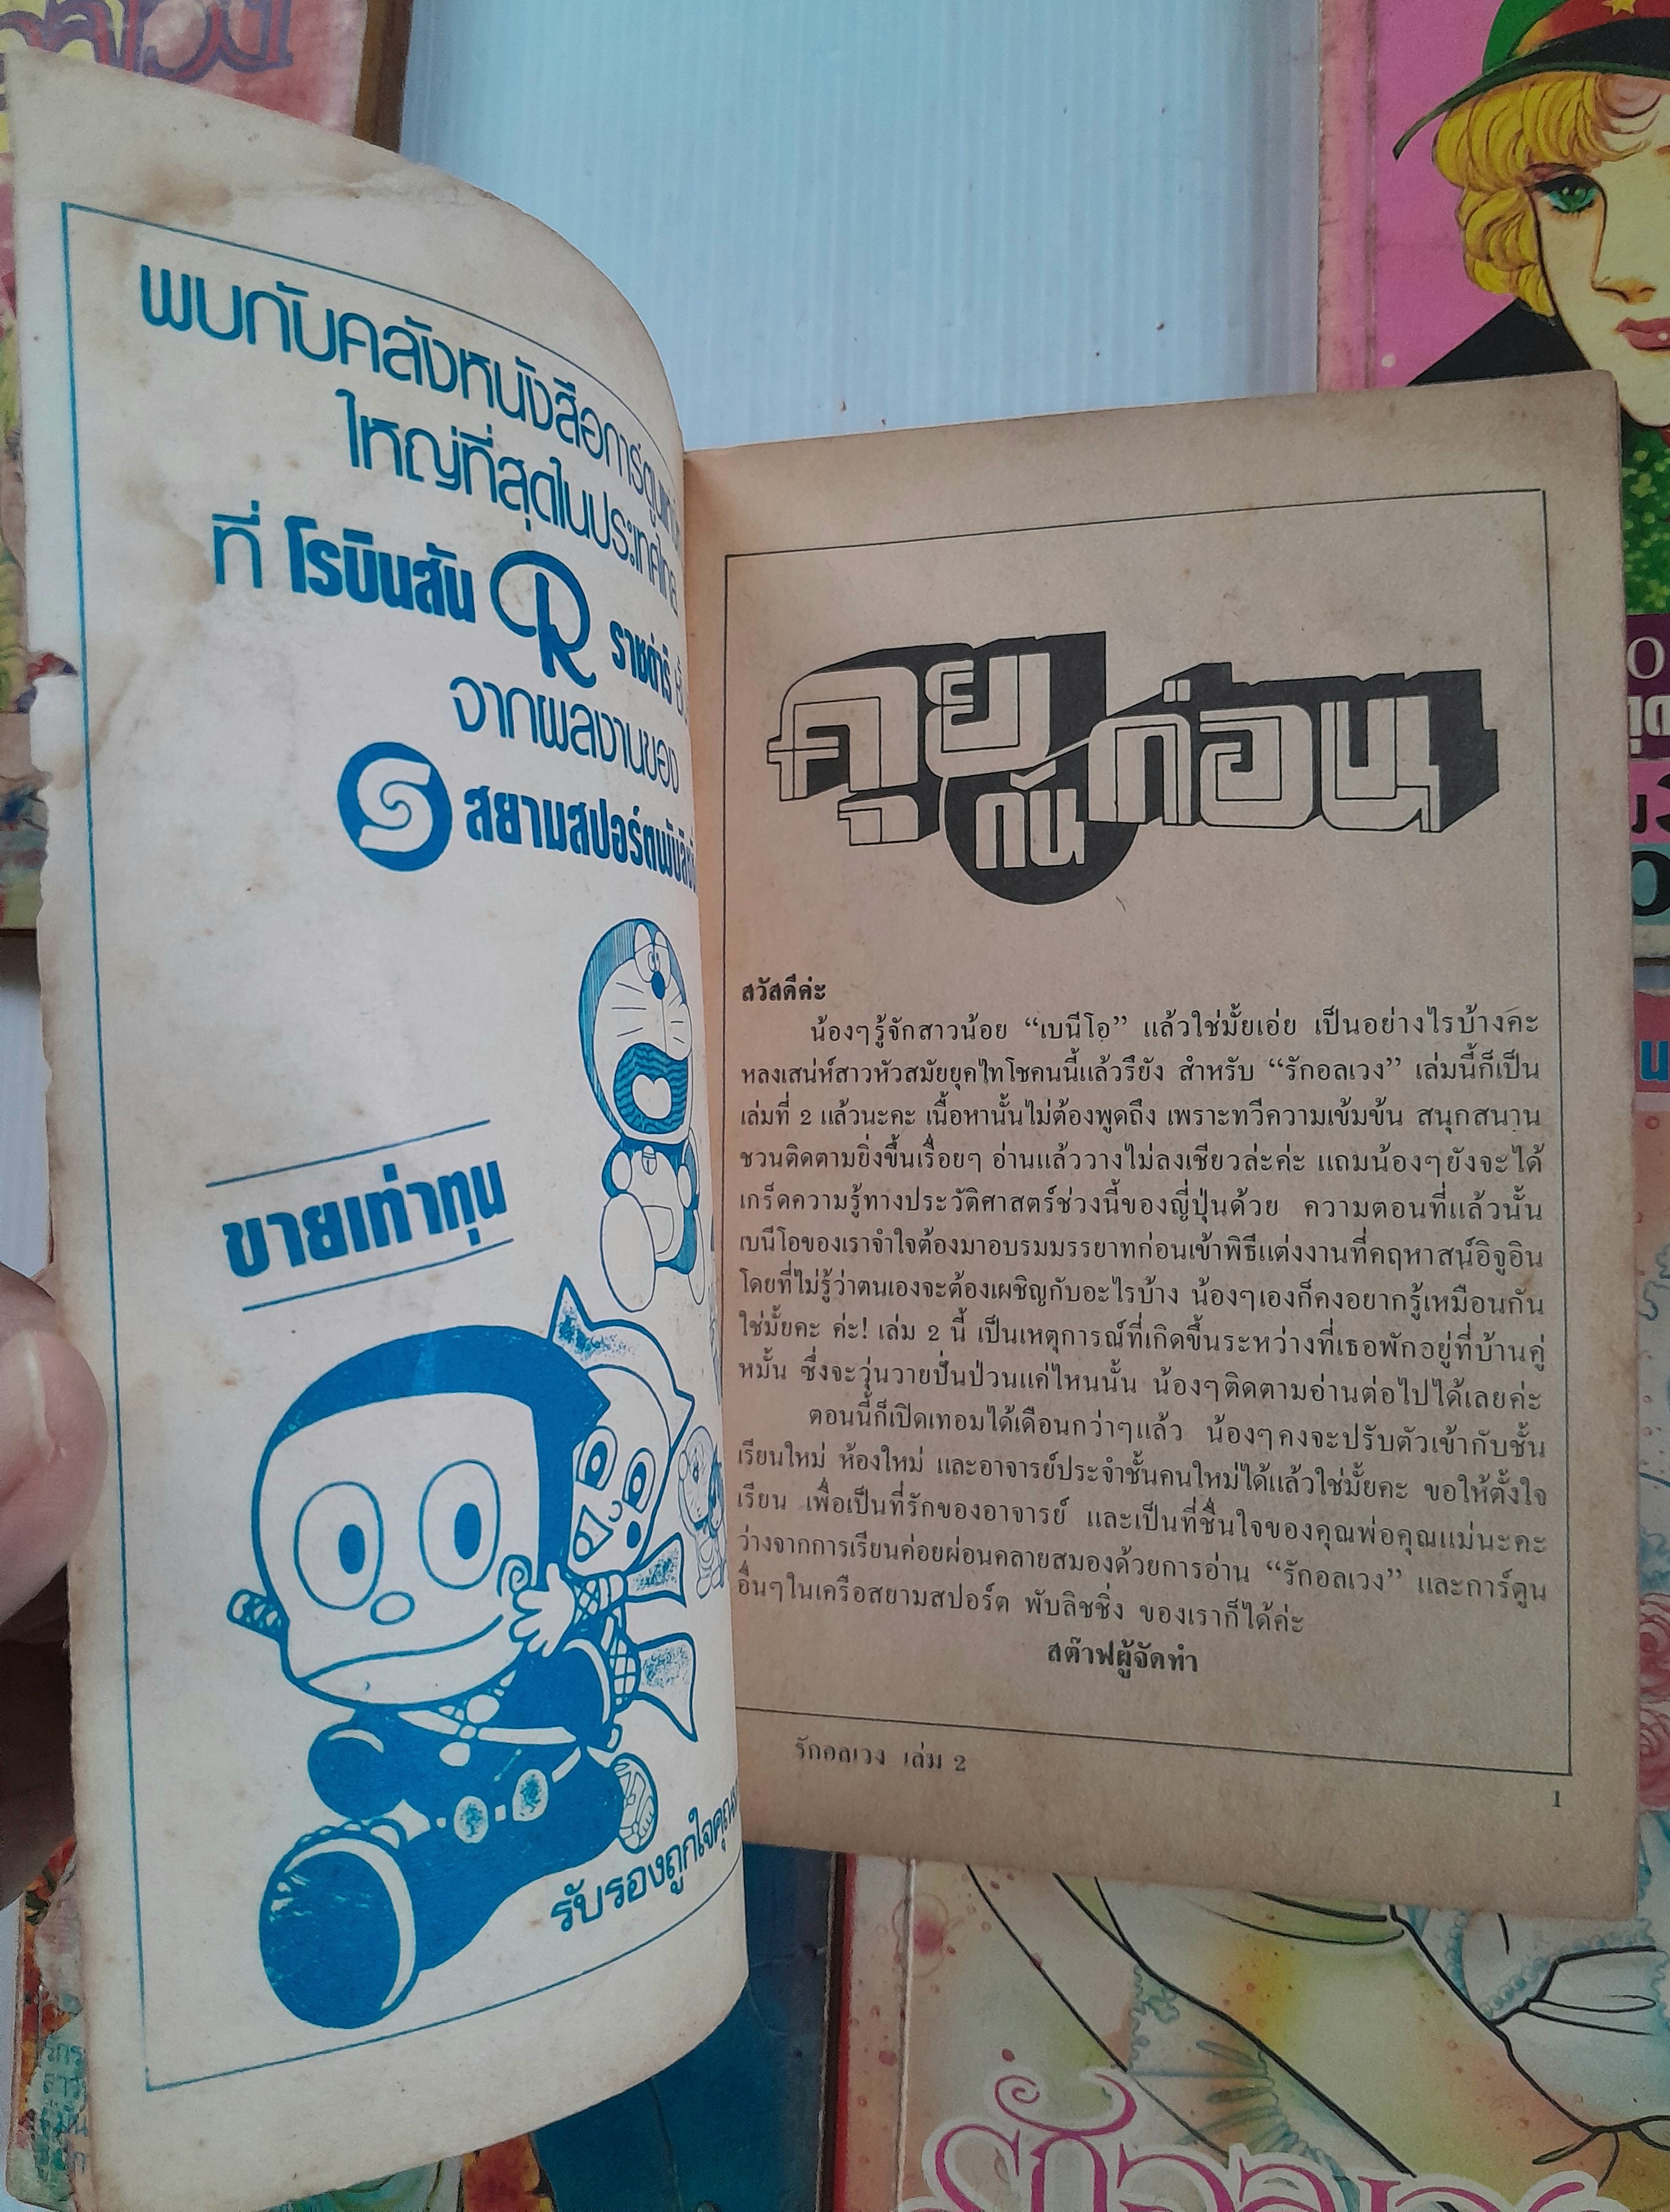 พบกับคลังหนังสือการ์ตูน
ใหญ่ที่สุดในประเทศไทย
ที่ โรบินสัน R ราชดำริ
จากผลงานของ
สยามสปอร์ตพับลิชชิ่ง
ขายเท่าทุน
รับรองถูกใจคุณ
คุยกันก่อน
สวัสดีค่ะ
น้องๆรู้จักสาวน้อย “เบนีโอ” แล้วใช่มั้ยเอ่ย เป็นอย่างไรบ้างคะ
หลงเสน่ห์สาวหัวสมัยยุคไทโชคนนี้แล้วรึยัง สำหรับ “รักอลเวง” เล่มนี้ก็เป็น
เล่มที่ 2 แล้วนะคะ เนื้อหานั้นไม่ต้องพูดถึง เพราะทวีความเข้มข้น สนุกสนาน
ชวนติดตามยิ่งขึ้นเรื่อยๆ อ่านแล้ววางไม่ลงเชียวล่ะค่ะ แถมน้องๆยังจะได้
เกร็ดความรู้ทางประวัติศาสตร์ช่วงนี้ของญี่ปุ่นด้วย ความตอนที่แล้วนั้น
เบนีโอของเราจำใจต้องมาอบรมมรรยาทก่อนเข้าพิธีแต่งงานที่คฤหาสน์อิจูอิน
โดยที่ไม่รู้ว่าตนเองจะต้องเผชิญกับอะไรบ้าง น้องๆเองก็คงอยากรู้เหมือนกัน
ใช่มั้ยคะ ค่ะ! เล่ม 2 นี้ เป็นเหตุการณ์ที่เกิดขึ้นระหว่างที่เธอพักอยู่ที่บ้านคู่
หมั้น ซึ่งจะวุ่นวายปั่นป่วนแค่ไหนนั้น น้องๆติดตามอ่านต่อไปได้เลยค่ะ
ตอนนี้ก็เปิดเทอมได้เดือนกว่าๆแล้ว น้องๆคงจะปรับตัวเข้ากับชั้น
เรียนใหม่ ห้องใหม่ และอาจารย์ประจำชั้นคนใหม่ได้แล้วใช่มั้ยคะ ขอให้ตั้งใจ
เรียน เพื่อเป็นที่รักของอาจารย์ และเป็นที่ชื่นใจของคุณพ่อคุณแม่นะคะ
ว่างจากการเรียนค่อยผ่อนคลายสมองด้วยการอ่าน “รักอลเวง” และการ์ตูน
อื่นๆในเครือสยามสปอร์ต พับลิชชิ่ง ของเราก็ได้ค่ะ
สต๊าฟผู้จัดทำ
รักอลเวง เล่ม 2
1
รักอลเวง